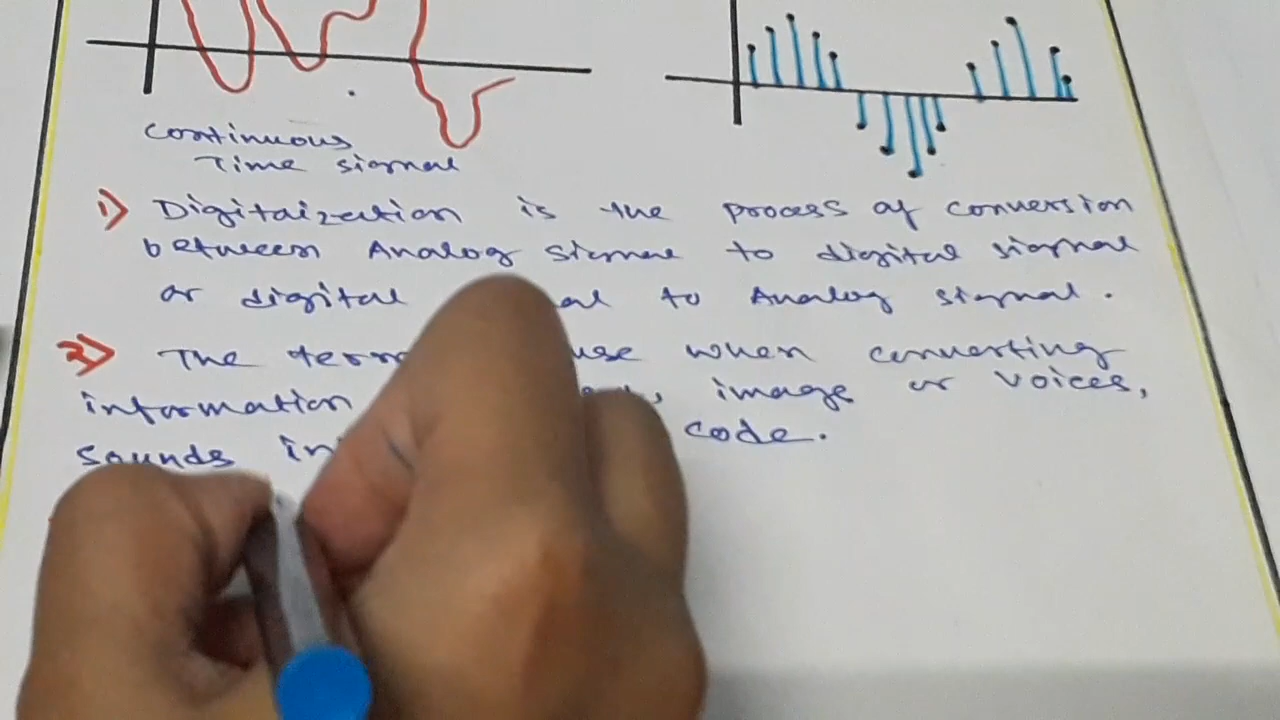 continuous
Time signal
1) Digitaization is the process of conversion
between Analog signal to digital signal
or digital al to Analog signal.
2) The term use when converting
information , image or voices,
sounds in code.